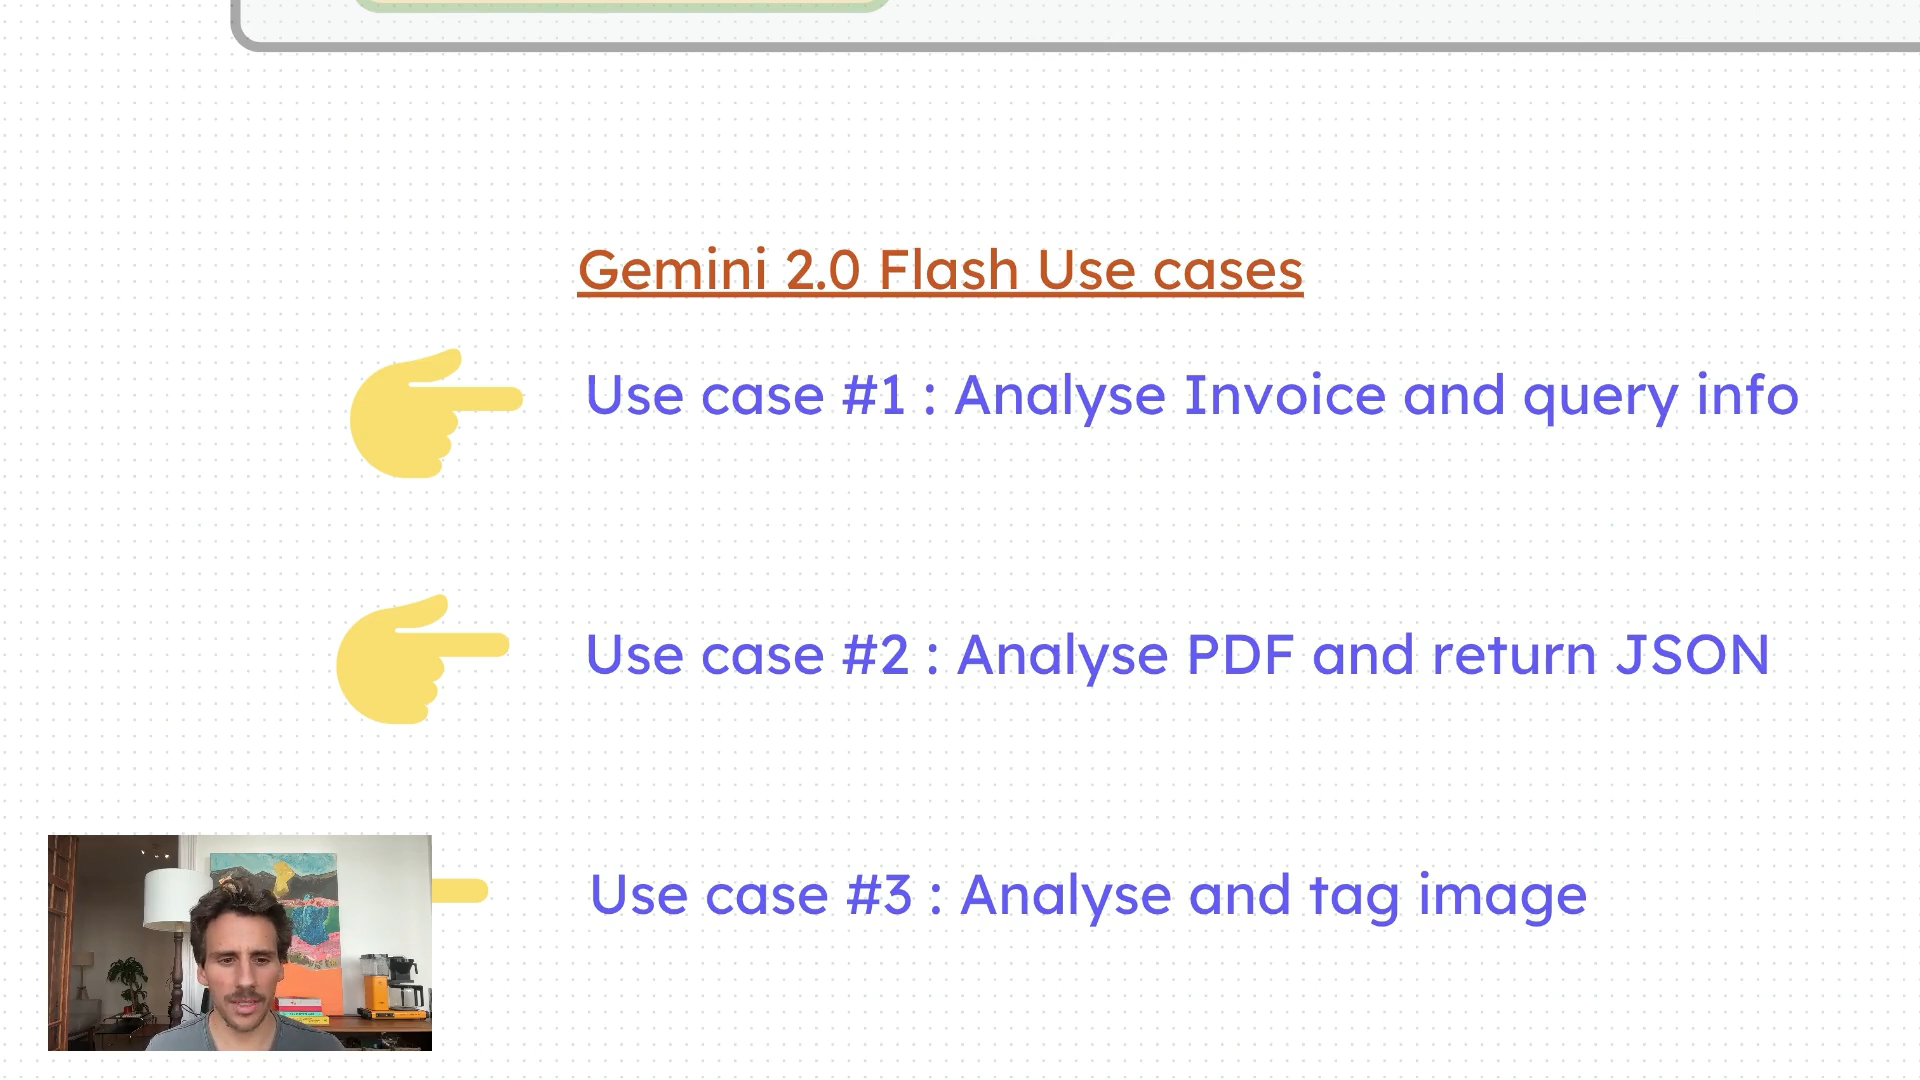 Gemini 2.0 Flash Use cases
Use case #1 : Analyse Invoice and query info
Use case #2 : Analyse PDF and return JSON
Use case #3 : Analyse and tag image